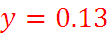 y = 0.13